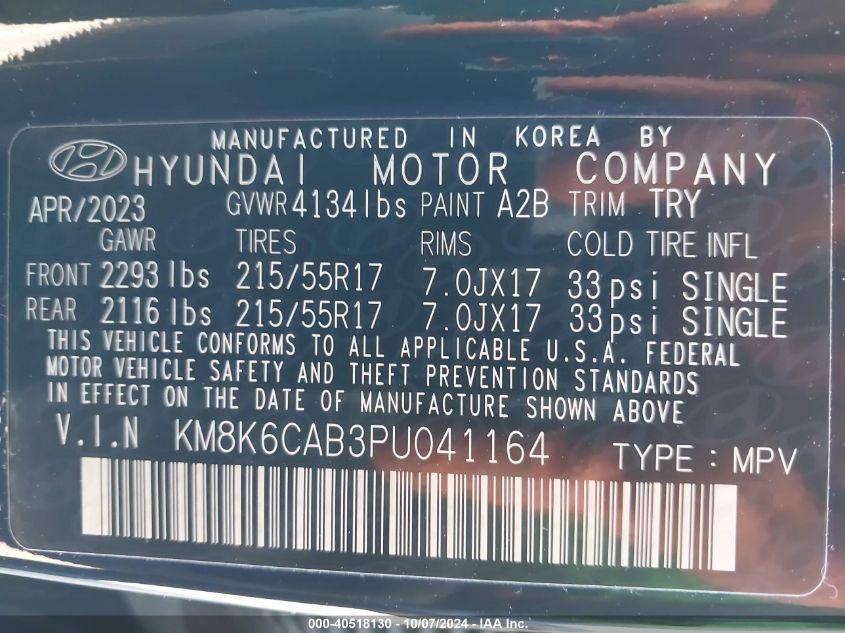 MANUFACTURED IN KOREA BY
HYUNDAI MOTOR COMPANY
APR/2023 GVWR 4134 lbs PAINT A2B TRIM TRY
GAWR TIRES RIMS COLD TIRE INFL
FRONT 2293 lbs 215/55R17 7.0JX17 33 psi SINGLE
REAR 2116 lbs 215/55R17 7.0JX17 33 psi SINGLE
THIS VEHICLE CONFORMS TO ALL APPLICABLE U.S.A. FEDERAL
MOTOR VEHICLE SAFETY AND THEFT PREVENTION STANDARDS
IN EFFECT ON THE DATE OF MANUFACTURE SHOWN ABOVE
V.I.N KM8K6CAB3PU041164 TYPE : MPV
000-40518130 - 10/07/2024 - IAA Inc.